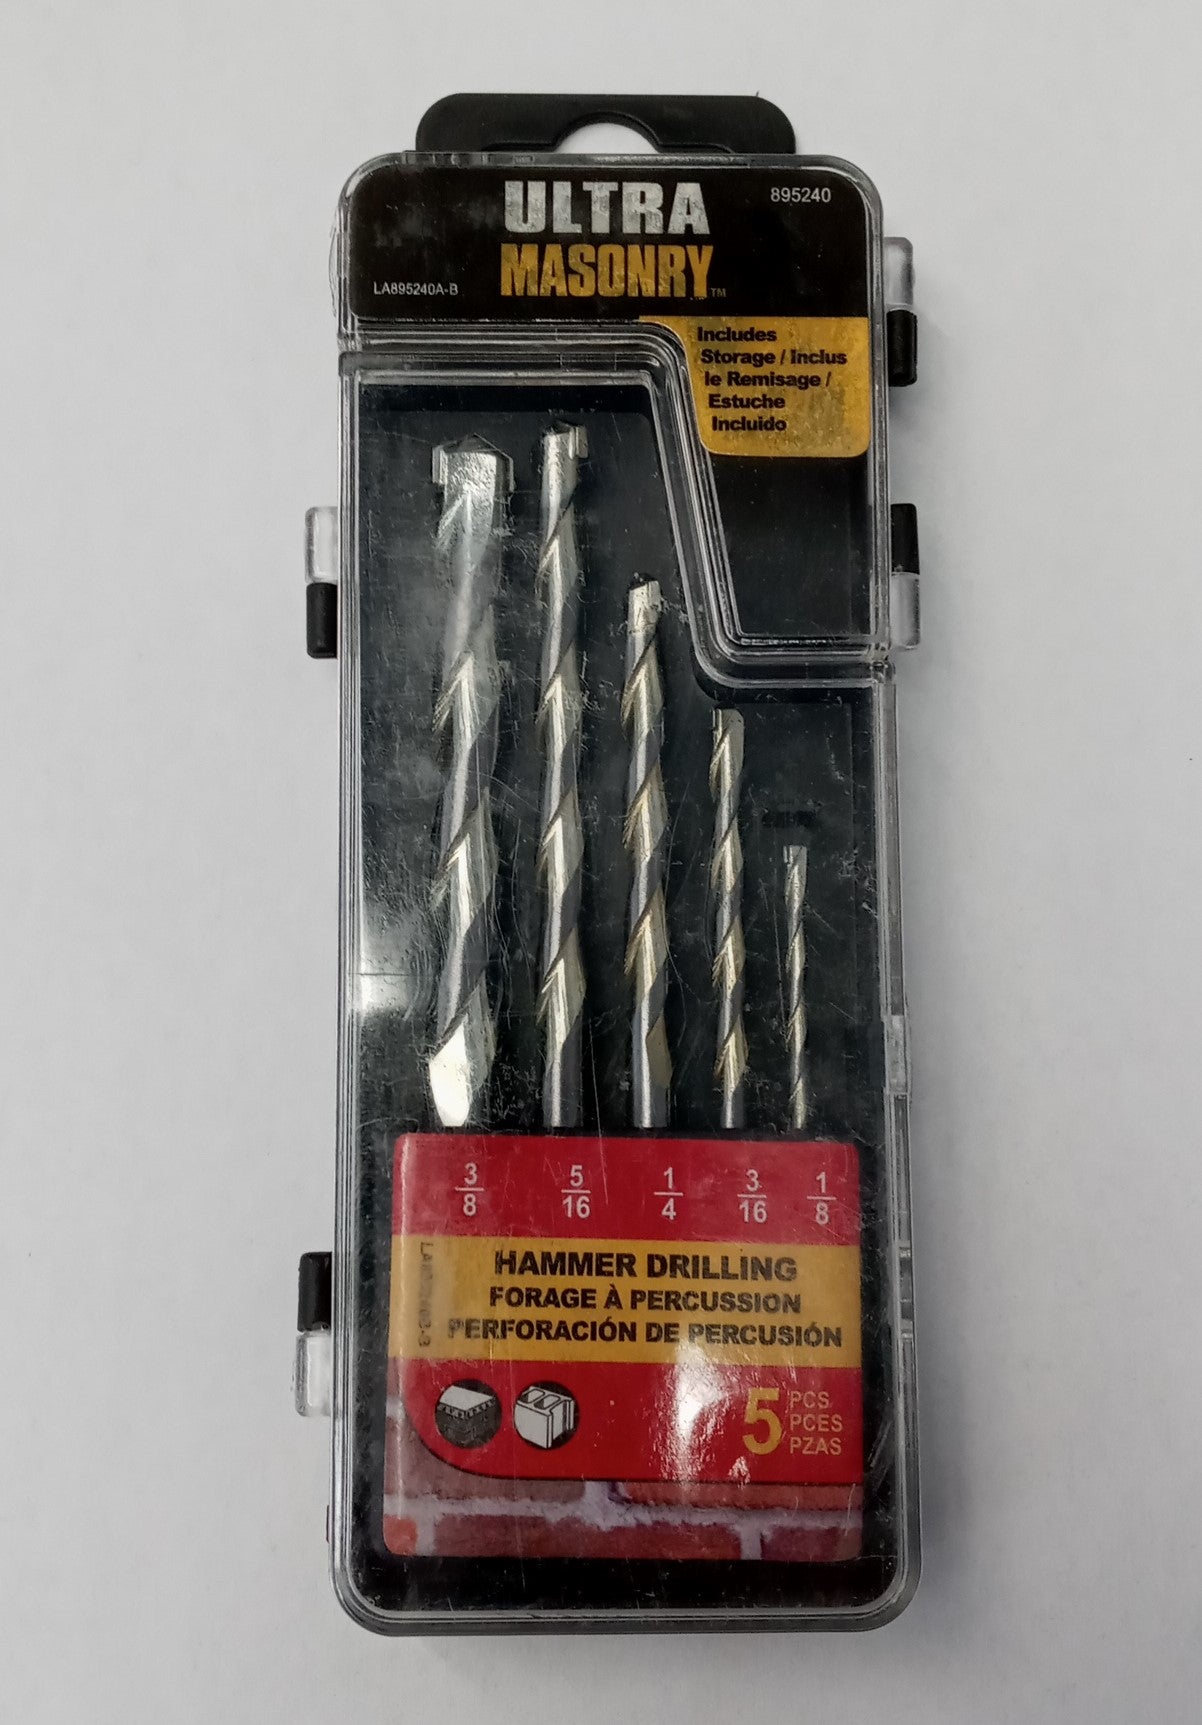 ULTRA
895240
MASONRY™
LA895240A-B
Includes
Storage / Inclus
le Remisage /
Estuche
Incluido
3/8 5/16 1/4 3/16 1/8
HAMMER DRILLING
FORAGE À PERCUSSION
PERFORACIÓN DE PERCUSIÓN
5 PCS
PCES
PZAS